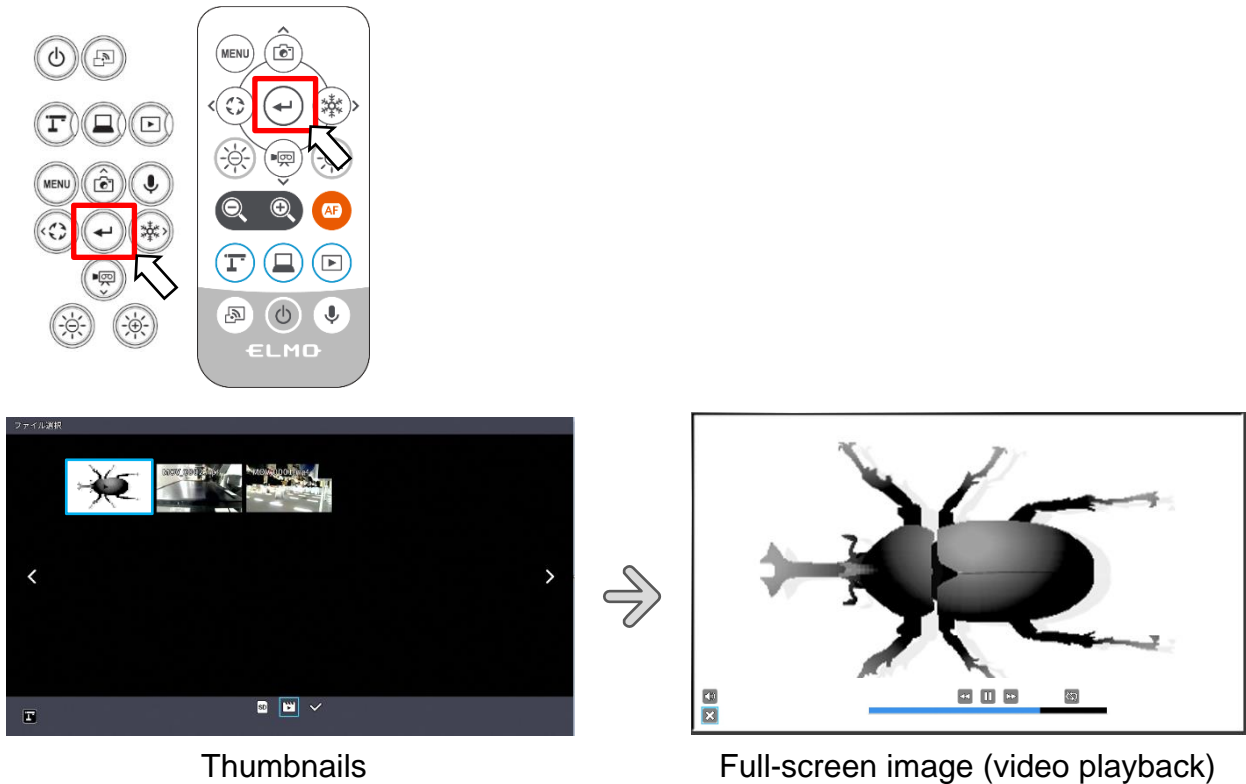 MENU
T
MENU
AF
T
ELMO
ファイル選択
SD
T
Thumbnails
Full-screen image (video playback)